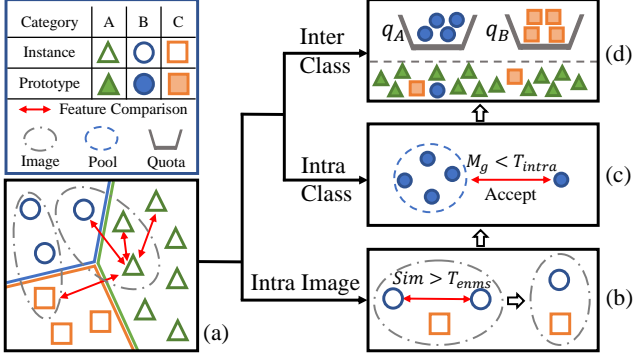 Category A B C
Instance
Prototype
Feature Comparison
Image Pool Quota
(a)
Inter Class
Intra Class
Intra Image
q_A q_B
(d)
M_g < T_intra
Accept
(c)
Sim > T_enms
(b)